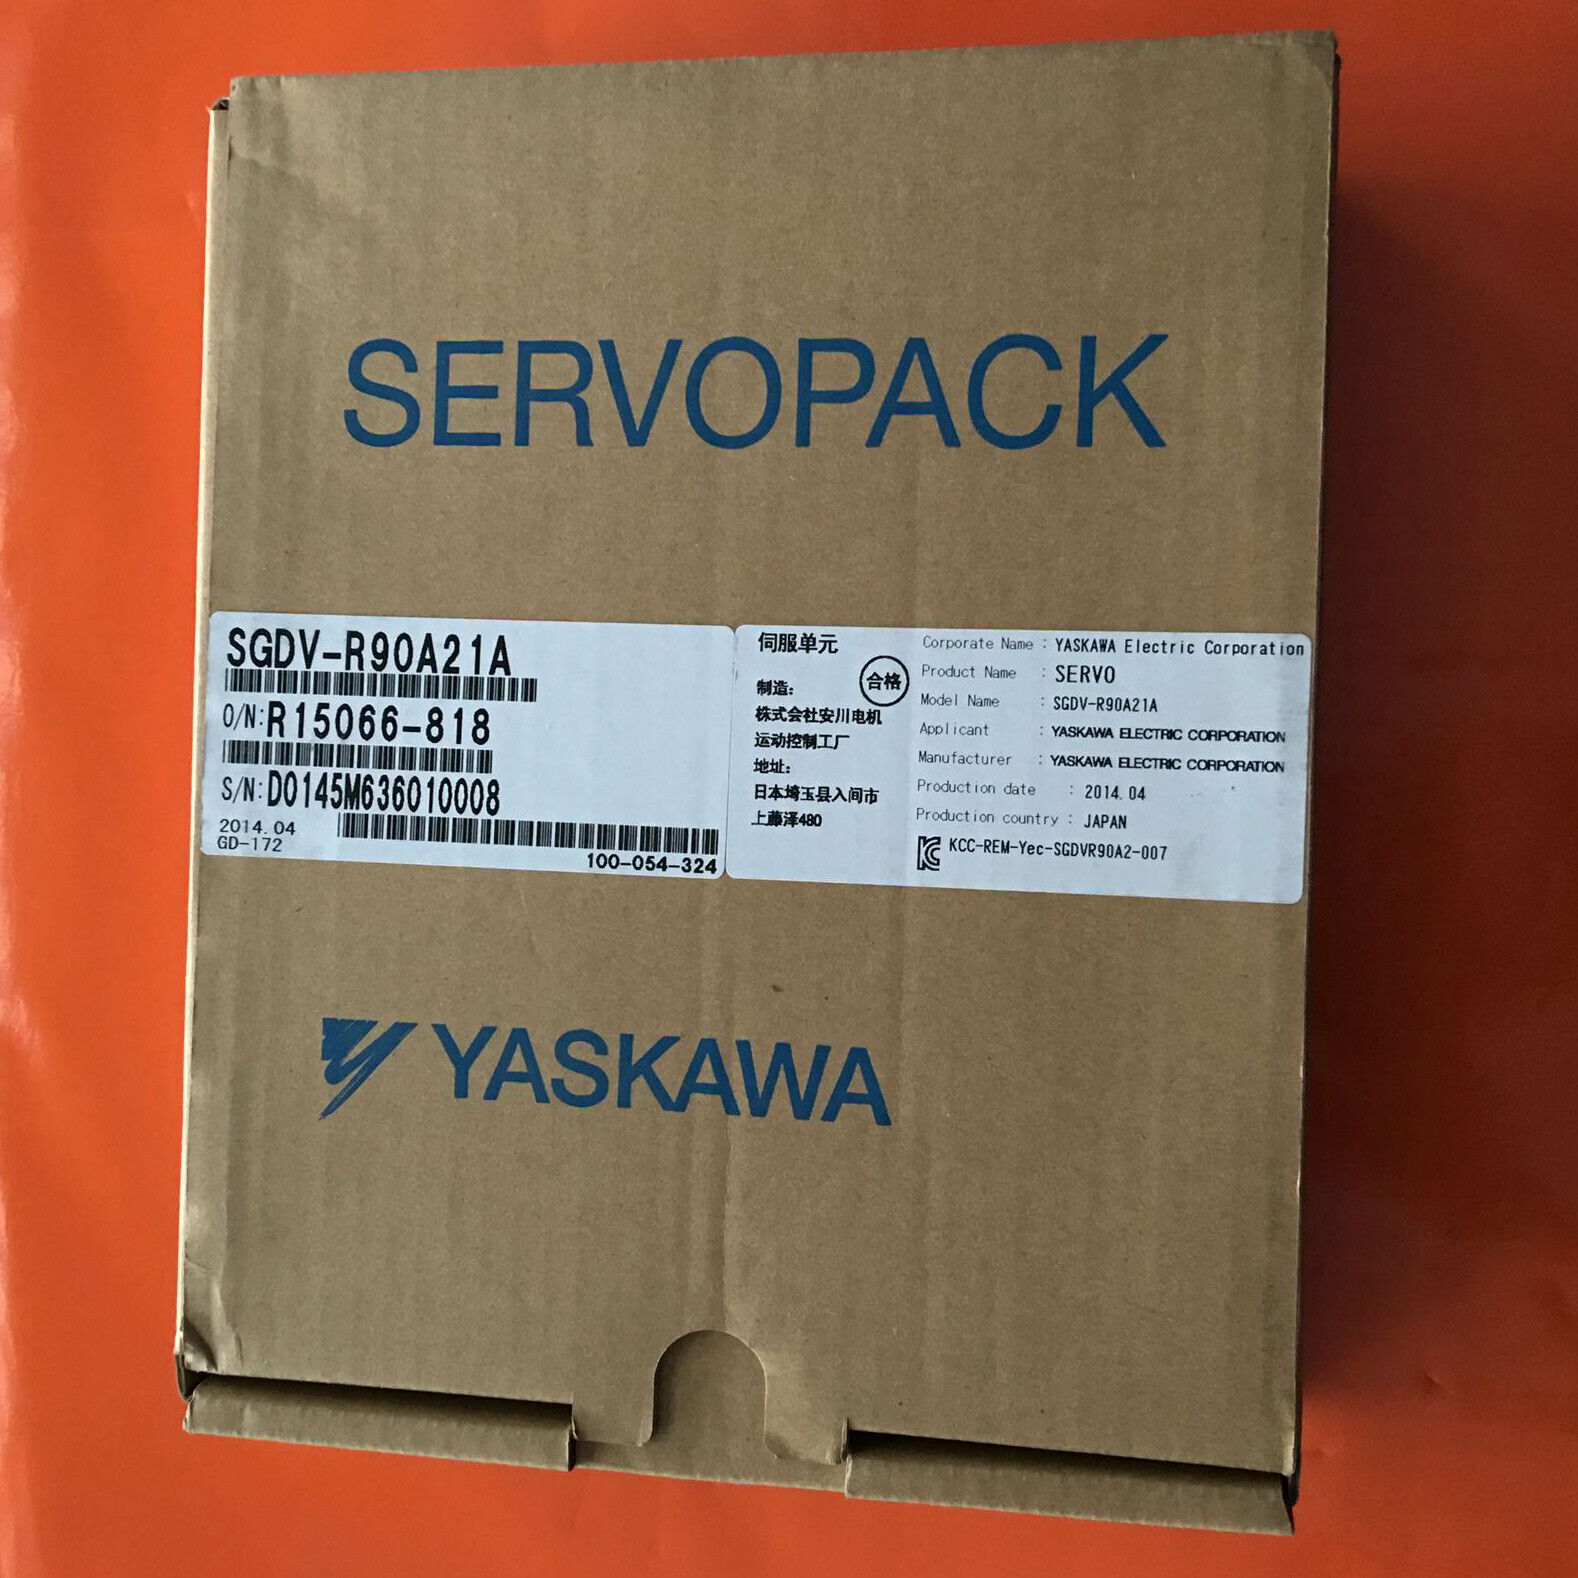 SERVOPACK
SGDV-R90A21A
O/N:R15066-818
S/N:D0145M636010008
2014.04
GD-172
100-054-324
伺服单元
合格
制造:
株式会社安川电机
运动控制工厂
地址:
日本埼玉县入间市
上藤泽480
Corporate Name : YASKAWA Electric Corporation
Product Name : SERVO
Model Name : SGDV-R90A21A
Applicant : YASKAWA ELECTRIC CORPORATION
Manufacturer : YASKAWA ELECTRIC CORPORATION
Production date : 2014.04
Production country : JAPAN
KCC-REM-Yec-SGDVR90A2-007
YASKAWA